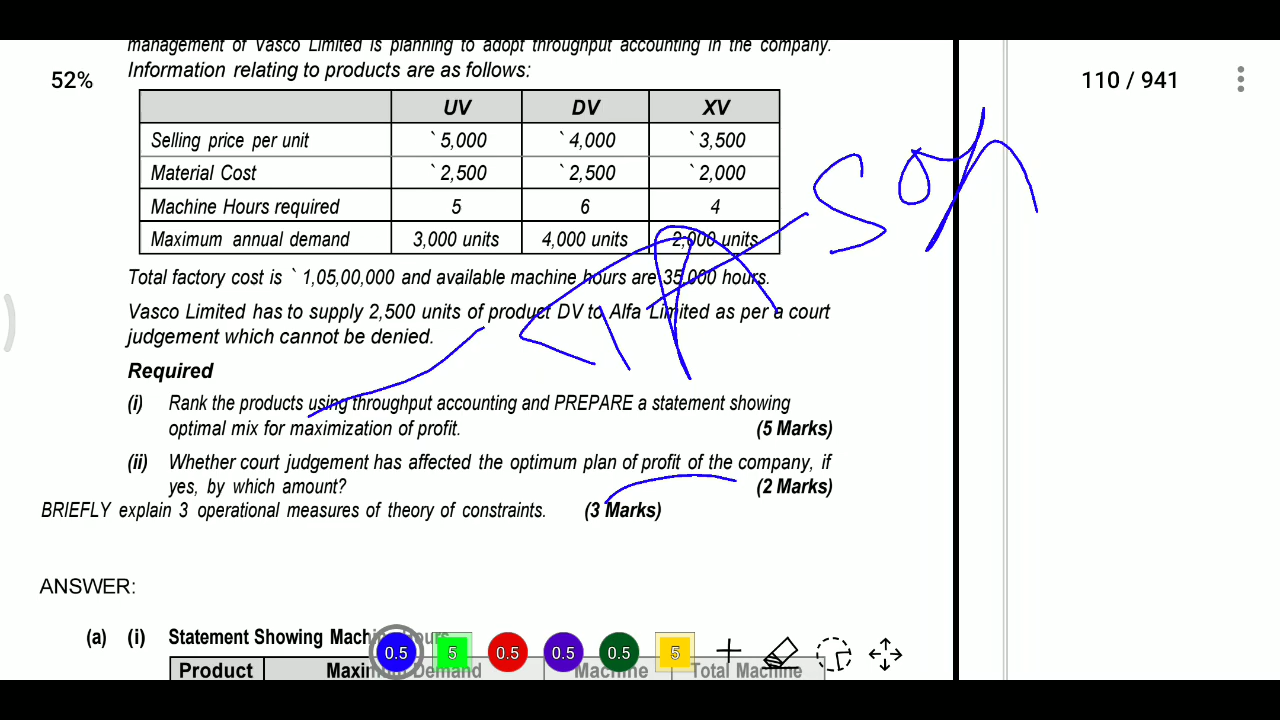 management of Vasco Limited is planning to adopt throughput accounting in the company.
52%
Information relating to products are as follows:
110 / 941
UV DV XV
Selling price per unit ` 5,000 ` 4,000 ` 3,500
Material Cost ` 2,500 ` 2,500 ` 2,000
Machine Hours required 5 6 4
Maximum annual demand 3,000 units 4,000 units 2,000 units
Total factory cost is ` 1,05,00,000 and available machine hours are 35,000 hours.
Vasco Limited has to supply 2,500 units of product DV to Alfa Limited as per a court
judgement which cannot be denied.
Required
(i) Rank the products using throughput accounting and PREPARE a statement showing
optimal mix for maximization of profit. (5 Marks)
(ii) Whether court judgement has affected the optimum plan of profit of the company, if
yes, by which amount? (2 Marks)
BRIEFLY explain 3 operational measures of theory of constraints. (3 Marks)
ANSWER:
(a) (i) Statement Showing Machine Hours
0.5 5 0.5 0.5 0.5 5
Product Maximum Demand Machine Total Machine